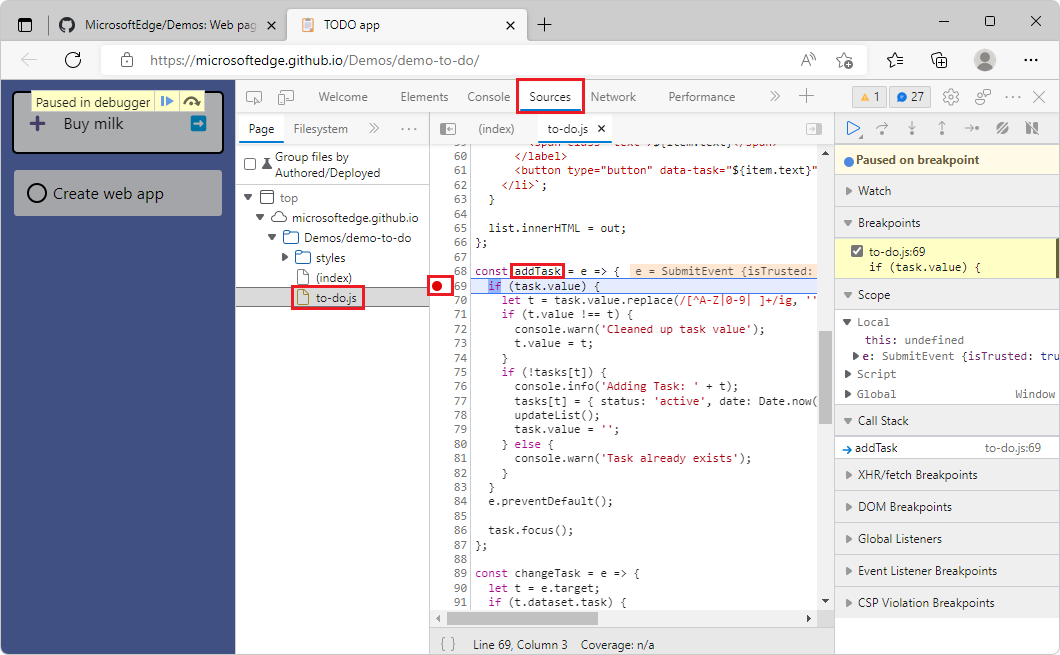 MicrosoftEdge/Demos: Web pag
TODO app
https://microsoftedge.github.io/Demos/demo-to-do/
Paused in debugger
Buy milk
Create web app
Welcome
Elements
Console
Sources
Network
Performance
1
27
Page
Filesystem
Group files by
Authored/Deployed
top
microsoftedge.github.io
Demos/demo-to-do
styles
(index)
to-do.js
(index)
to-do.js
60 </label>
61 <button type="button" data-task="${item.text}"
62 </li>`;
63 }
64
65 list.innerHTML = out;
66 };
67
68 const addTask = e => { e = SubmitEvent {isTrusted:
69 if (task.value) {
70 let t = task.value.replace(/[^A-Z|0-9| ]+/ig, ''
71 if (t.value !== t) {
72 console.warn('Cleaned up task value');
73 t.value = t;
74 }
75 if (!tasks[t]) {
76 console.info('Adding Task: ' + t);
77 tasks[t] = { status: 'active', date: Date.now(
78 updateList();
79 task.value = '';
80 } else {
81 console.warn('Task already exists');
82 }
83 }
84 e.preventDefault();
85
86 task.focus();
87 };
88
89 const changeTask = e => {
90 let t = e.target;
91 if (t.dataset.task) {
{ } Line 69, Column 3 Coverage: n/a
Paused on breakpoint
Watch
Breakpoints
to-do.js:69
if (task.value) {
Scope
Local
this: undefined
e: SubmitEvent {isTrusted: tru
Script
Global Window
Call Stack
addTask to-do.js:69
XHR/fetch Breakpoints
DOM Breakpoints
Global Listeners
Event Listener Breakpoints
CSP Violation Breakpoints